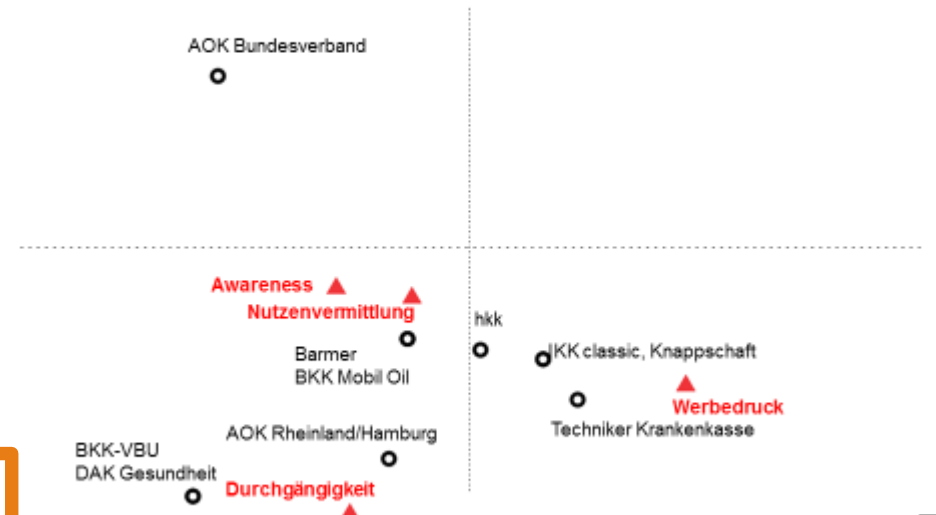 AOK Bundesverband
Awareness
Nutzenvermittlung
hkk
Barmer
BKK Mobil Oil
IKK classic, Knappschaft
Werbedruck
Techniker Krankenkasse
AOK Rheinland/Hamburg
BKK-VBU
DAK Gesundheit
Durchgängigkeit